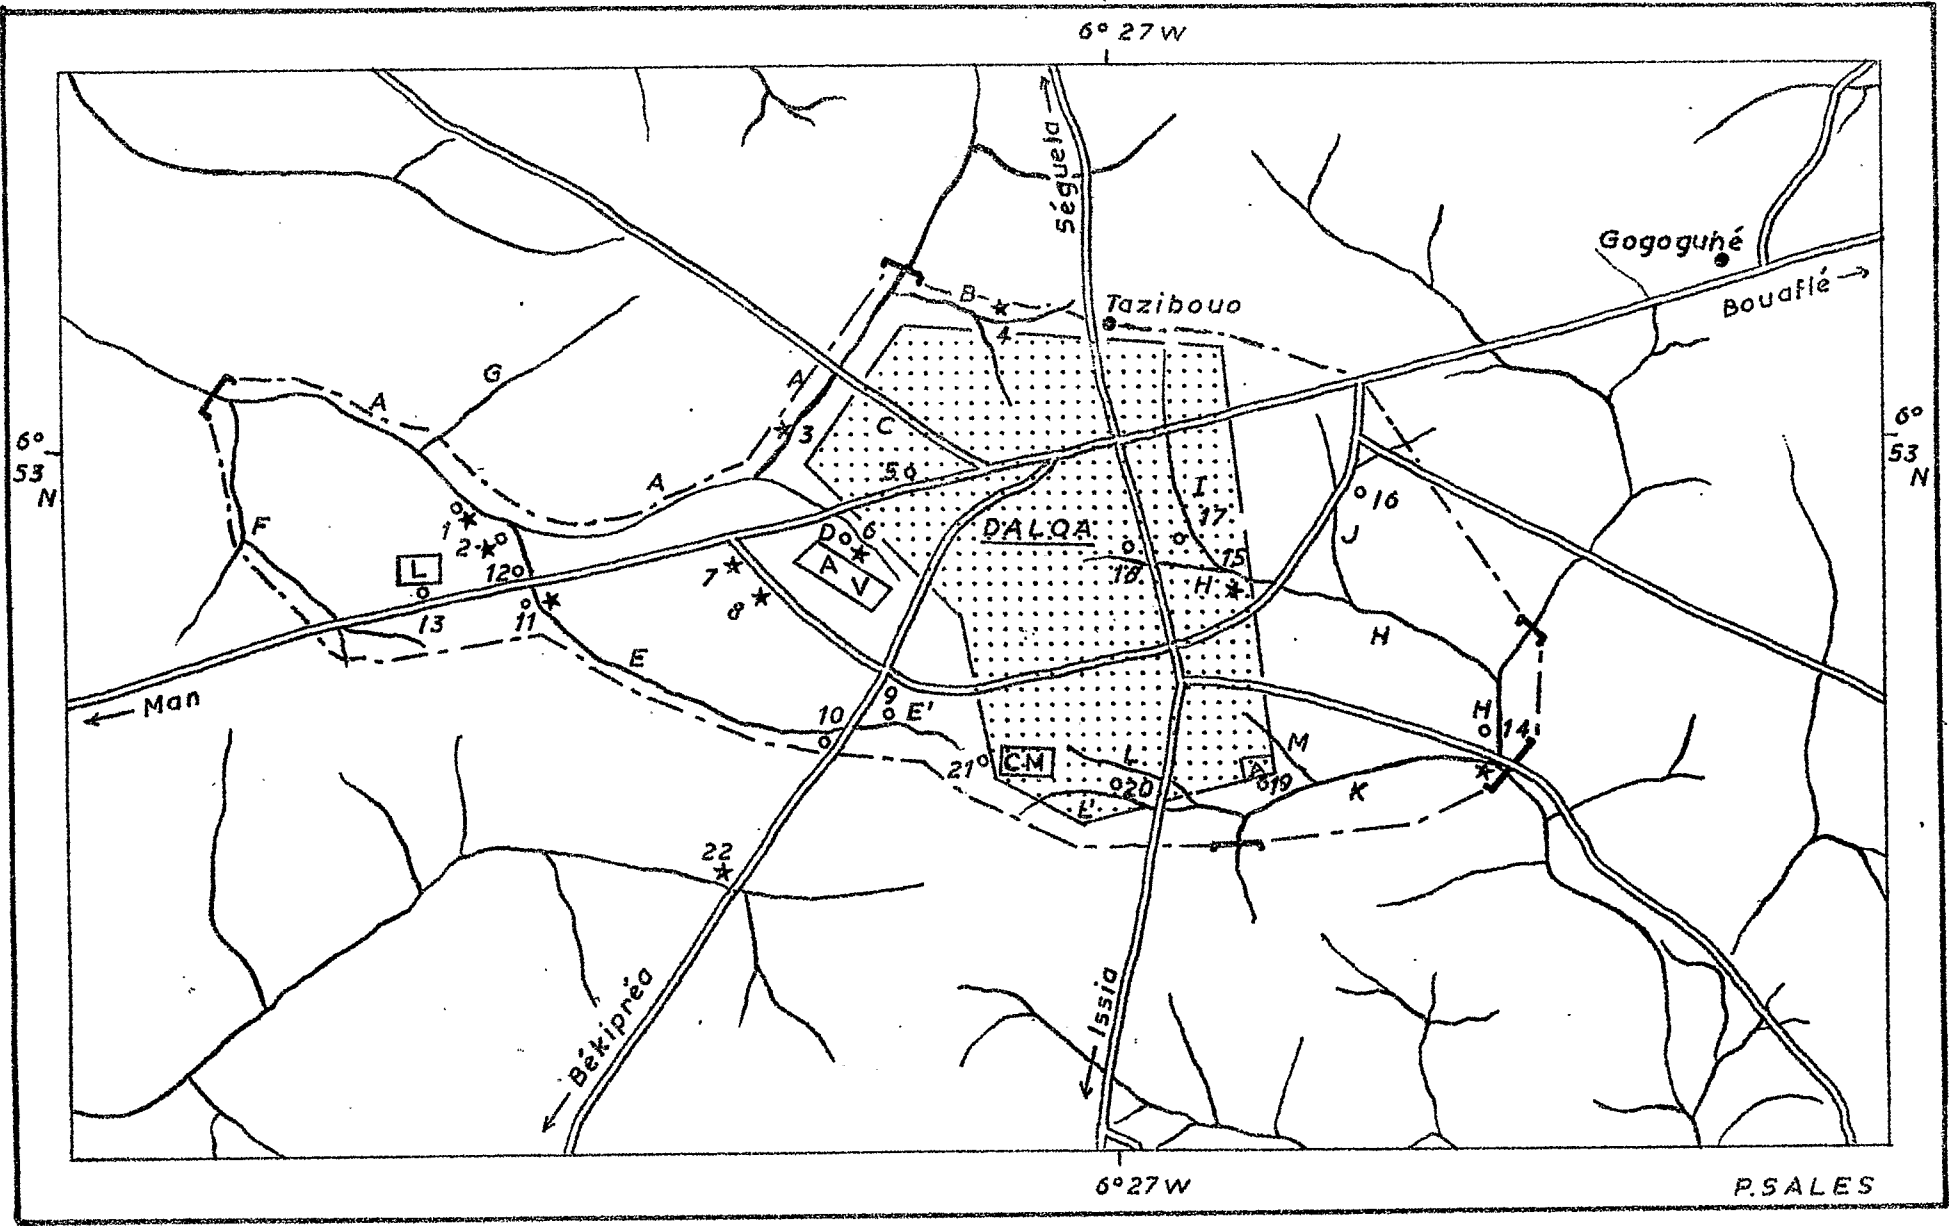 6° 27 W
Séguela
Gogoguhé
Bouaflé
B
Tazibouo
4
A
G
A
3
C
6°
53
N
6°
53
N
A
5
I
16
F
1
D
6
DALOA
17
J
2
L
12
7
A V
18
15
H
8
13
11
H
E
Man
9
10
E'
H
14
M
21
CM
L
A
20
19
K
L'
22
Békipréa
Issia
6° 27 W
P. SALES